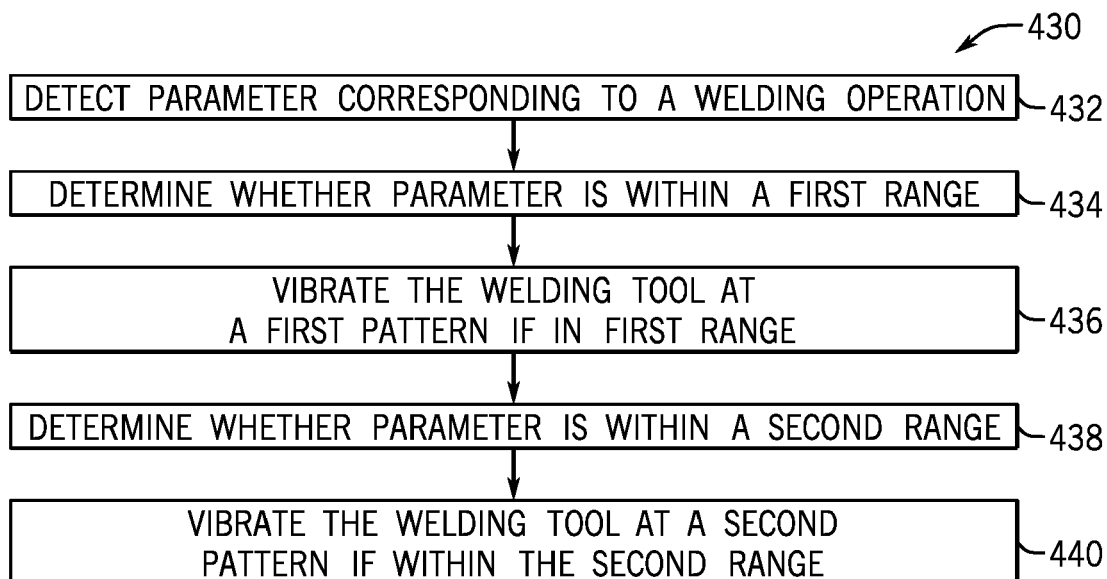 430
DETECT PARAMETER CORRESPONDING TO A WELDING OPERATION
432
DETERMINE WHETHER PARAMETER IS WITHIN A FIRST RANGE
434
VIBRATE THE WELDING TOOL AT
A FIRST PATTERN IF IN FIRST RANGE
436
DETERMINE WHETHER PARAMETER IS WITHIN A SECOND RANGE
438
VIBRATE THE WELDING TOOL AT A SECOND
PATTERN IF WITHIN THE SECOND RANGE
440